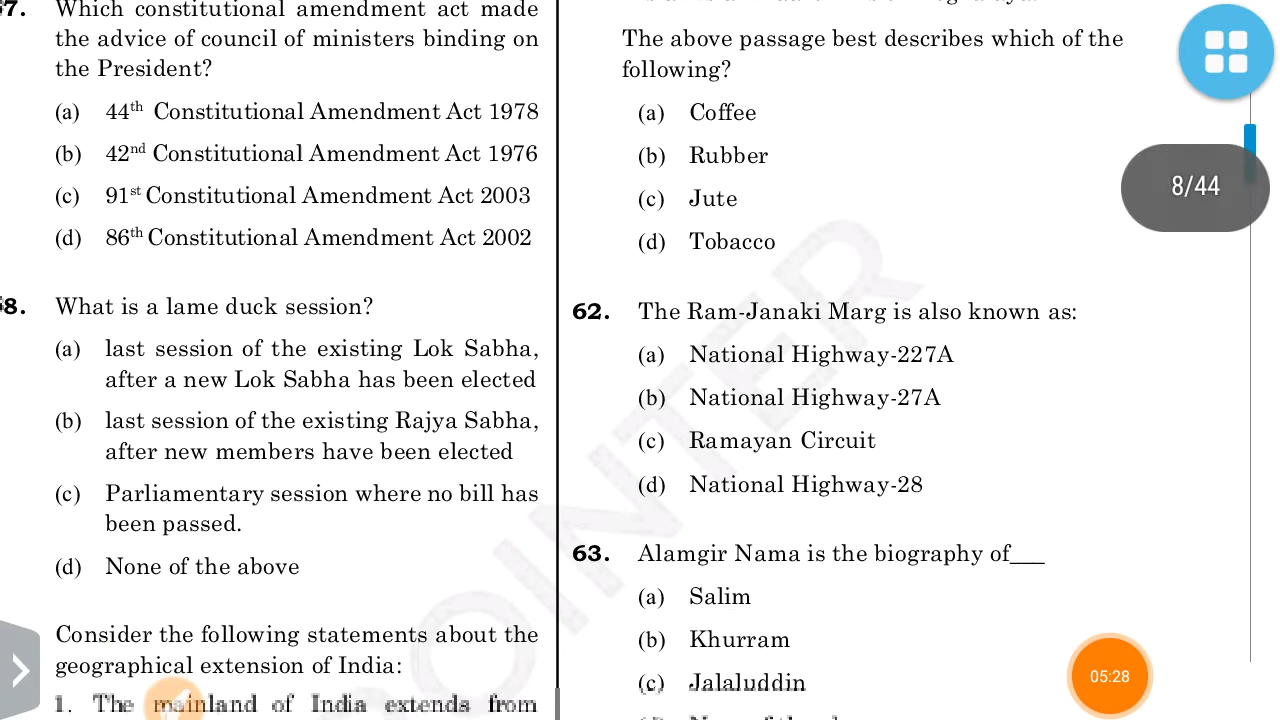 57. Which constitutional amendment act made
the advice of council of ministers binding on
the President?
(a) 44th Constitutional Amendment Act 1978
(b) 42nd Constitutional Amendment Act 1976
(c) 91st Constitutional Amendment Act 2003
(d) 86th Constitutional Amendment Act 2002
58. What is a lame duck session?
(a) last session of the existing Lok Sabha,
after a new Lok Sabha has been elected
(b) last session of the existing Rajya Sabha,
after new members have been elected
(c) Parliamentary session where no bill has
been passed.
(d) None of the above
Consider the following statements about the
geographical extension of India:
1. The mainland of India extends from
The above passage best describes which of the
following?
(a) Coffee
(b) Rubber
(c) Jute
(d) Tobacco
62. The Ram-Janaki Marg is also known as:
(a) National Highway-227A
(b) National Highway-27A
(c) Ramayan Circuit
(d) National Highway-28
63. Alamgir Nama is the biography of___
(a) Salim
(b) Khurram
(c) Jalaluddin
8/44
05:28
OINTER